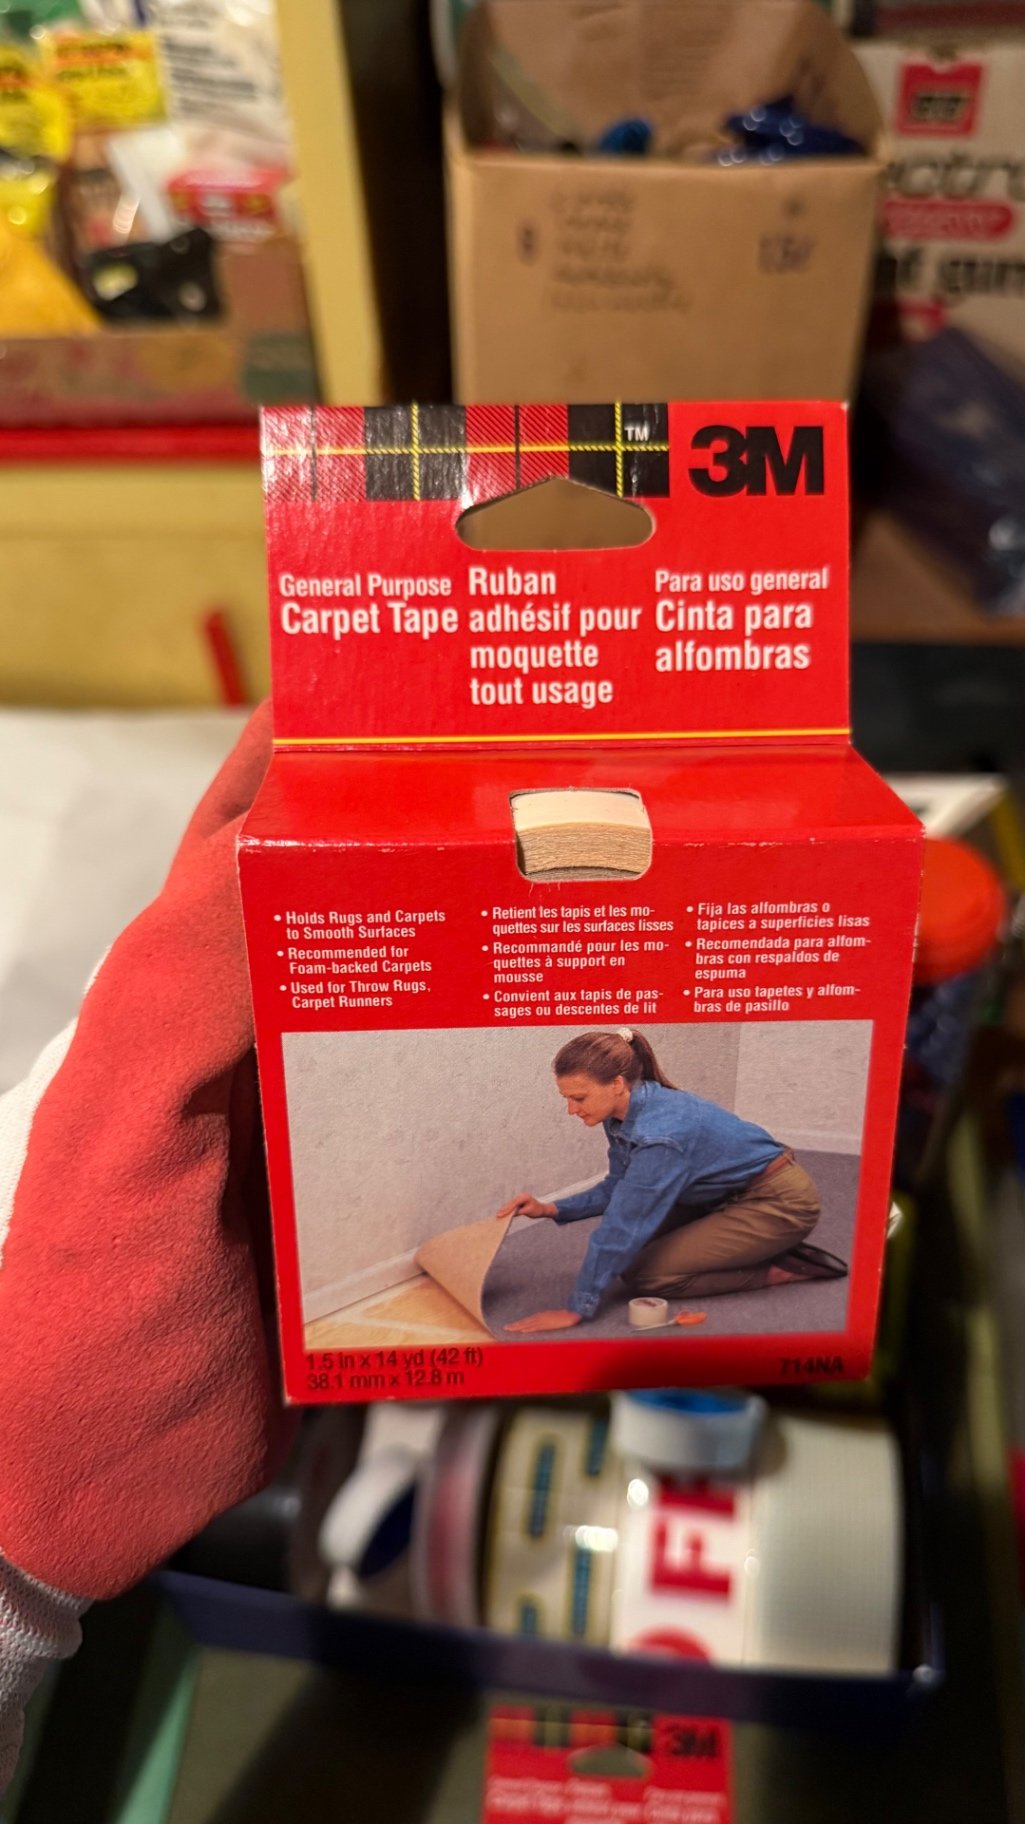 TM
3M
General Purpose
Carpet Tape
Ruban
adhésif pour
moquette
tout usage
Para uso general
Cinta para
alfombras
• Holds Rugs and Carpets
to Smooth Surfaces
• Recommended for
Foam-backed Carpets
• Used for Throw Rugs,
Carpet Runners
• Retient les tapis et les mo-
quettes sur les surfaces lisses
• Recommandé pour les mo-
quettes à support en
mousse
• Convient aux tapis de pas-
sages ou descentes de lit
• Fija las alfombras o
tapices a superficies lisas
• Recomendada para alfom-
bras con respaldos de
espuma
• Para uso tapetes y alfom-
bras de pasillo
1.5 in x 14 yd (42 ft)
38.1 mm x 12.8 m
714NA
3M